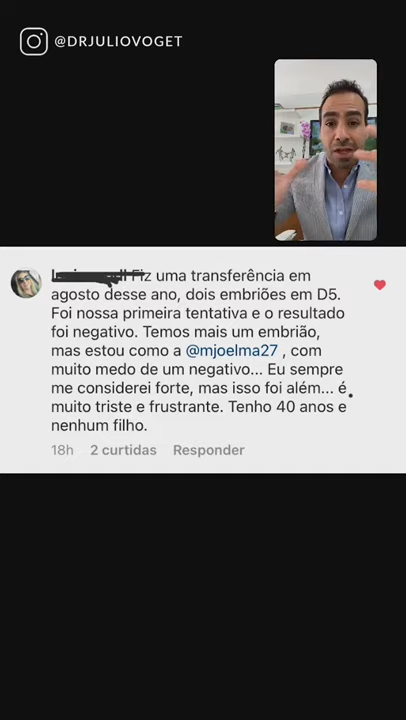 @DRJULIOVOGET
Fiz uma transferência em
agosto desse ano, dois embriões em D5.
Foi nossa primeira tentativa e o resultado
foi negativo. Temos mais um embrião,
mas estou como a @mjoelma27 , com
muito medo de um negativo... Eu sempre
me considerei forte, mas isso foi além... é
muito triste e frustrante. Tenho 40 anos e
nenhum filho.
18h 2 curtidas Responder